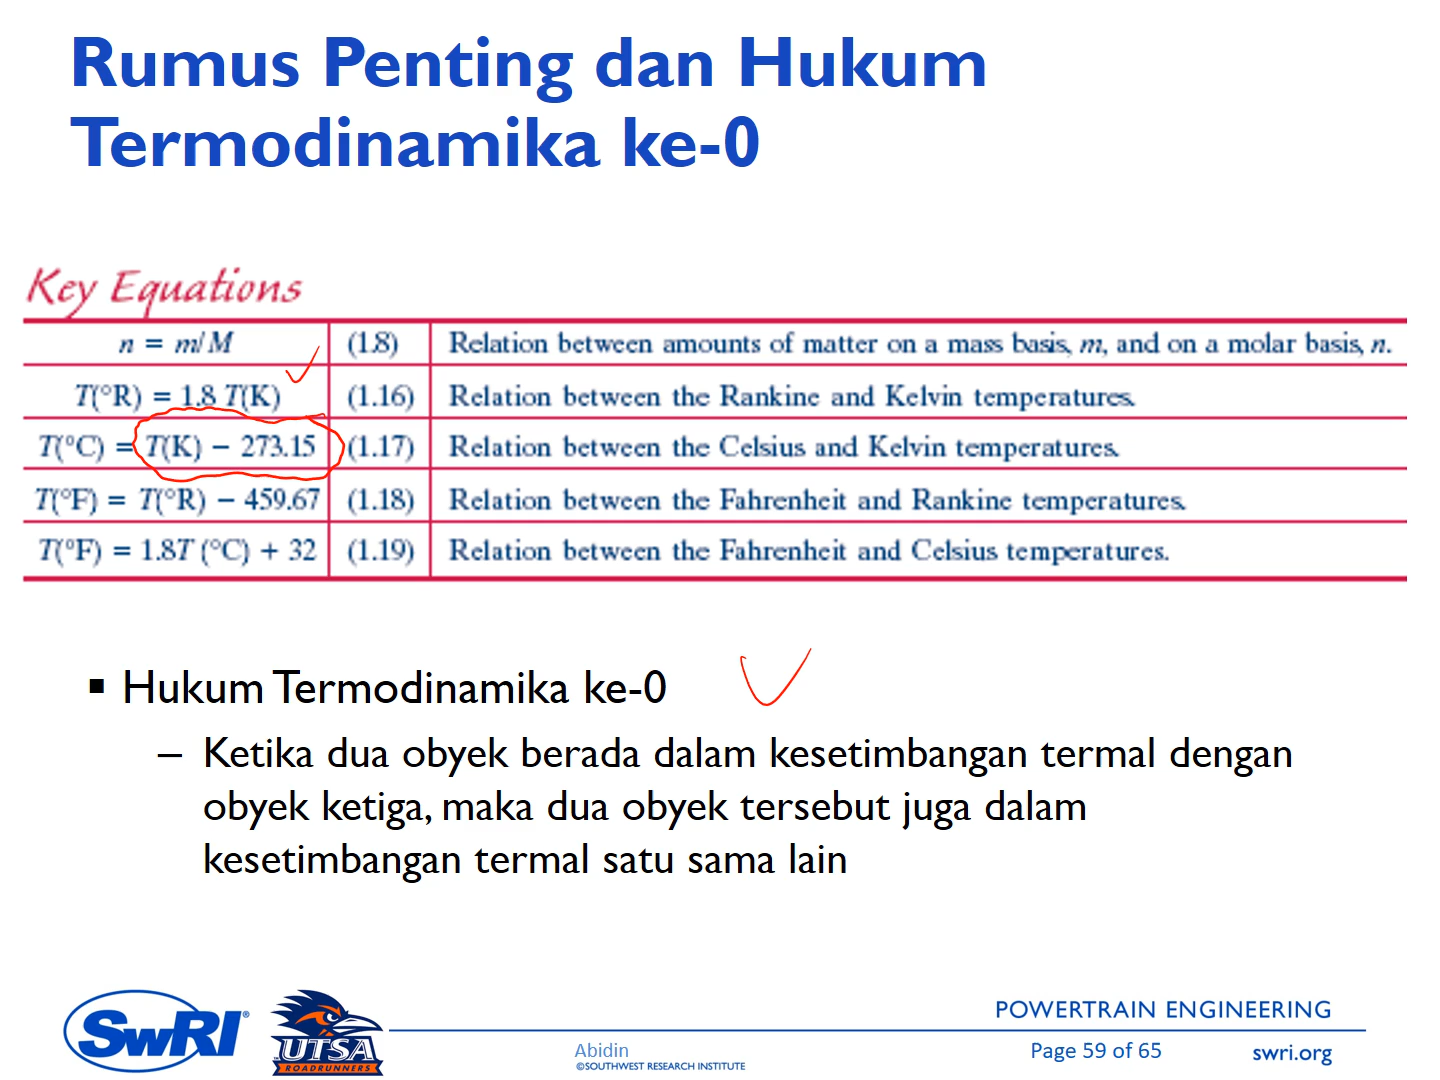 Rumus Penting dan Hukum
Termodinamika ke-0
Key Equations
n = m/M (1.8) Relation between amounts of matter on a mass basis, m, and on a molar basis, n.
T(°R) = 1.8 T(K) (1.16) Relation between the Rankine and Kelvin temperatures.
T(°C) = T(K) − 273.15 (1.17) Relation between the Celsius and Kelvin temperatures.
T(°F) = T(°R) − 459.67 (1.18) Relation between the Fahrenheit and Rankine temperatures.
T(°F) = 1.8T (°C) + 32 (1.19) Relation between the Fahrenheit and Celsius temperatures.
▪ Hukum Termodinamika ke-0
– Ketika dua obyek berada dalam kesetimbangan termal dengan
obyek ketiga, maka dua obyek tersebut juga dalam
kesetimbangan termal satu sama lain
SwRI®
UTSA
ROADRUNNERS
POWERTRAIN ENGINEERING
Abidin
©SOUTHWEST RESEARCH INSTITUTE
Page 59 of 65
swri.org